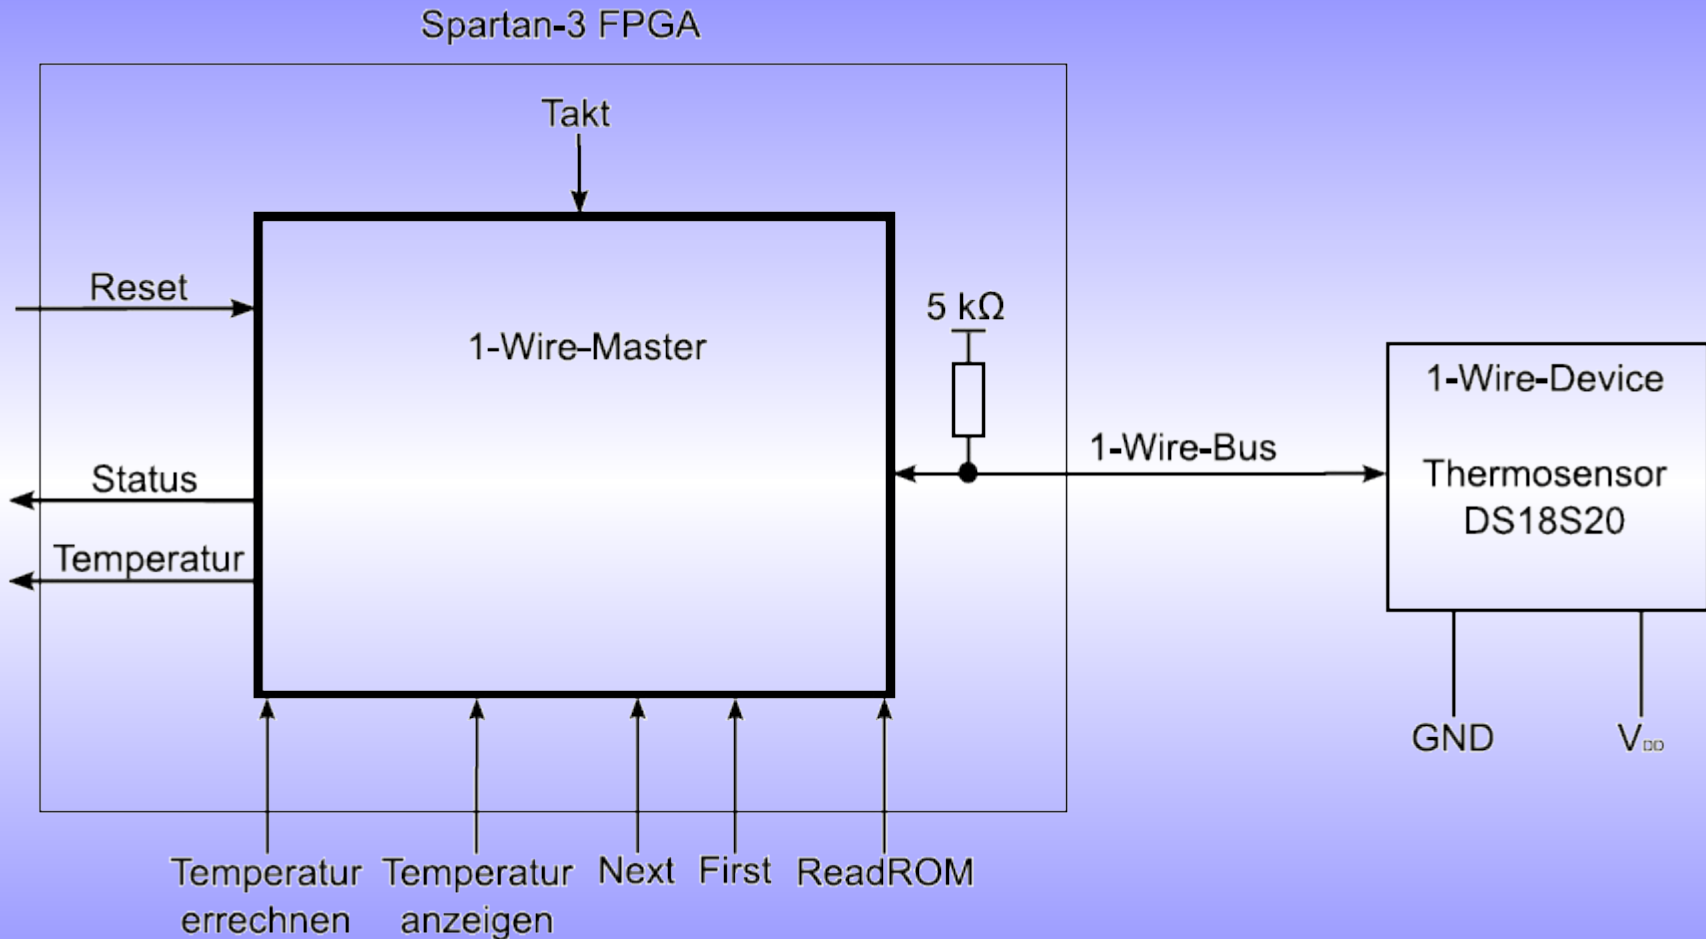 Spartan-3 FPGA
Takt
Reset
1-Wire-Master
5 kΩ
1-Wire-Bus
1-Wire-Device
Thermosensor
DS18S20
Status
Temperatur
GND
VDD
Temperatur
errechnen
Temperatur
anzeigen
Next
First
ReadROM